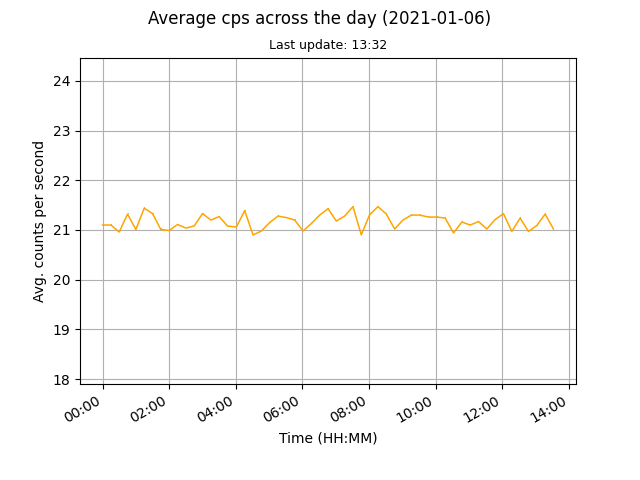 Average cps across the day (2021-01-06)
Last update: 13:32
24
23
22
21
20
19
18
Avg. counts per second
00:00 02:00 04:00 06:00 08:00 10:00 12:00 14:00
Time (HH:MM)